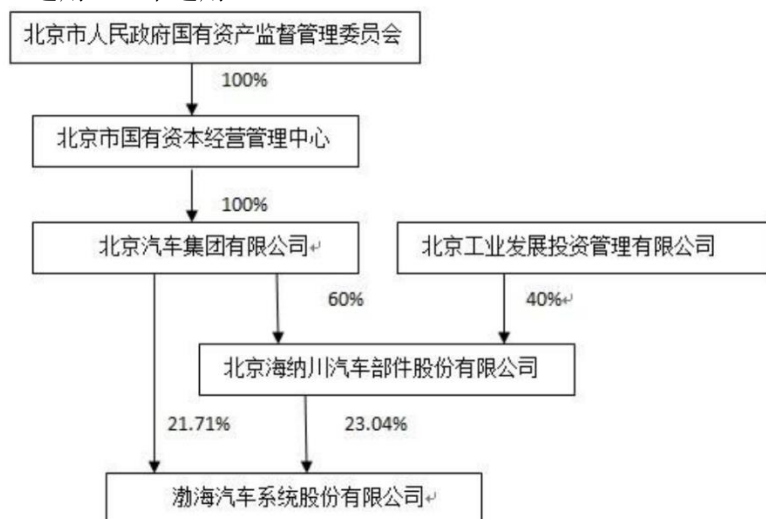 北京市人民政府国有资产监督管理委员会
100%
北京市国有资本经营管理中心
100%
北京汽车集团有限公司
北京工业发展投资管理有限公司
60%
40%
北京海纳川汽车部件股份有限公司
21.71%
23.04%
渤海汽车系统股份有限公司